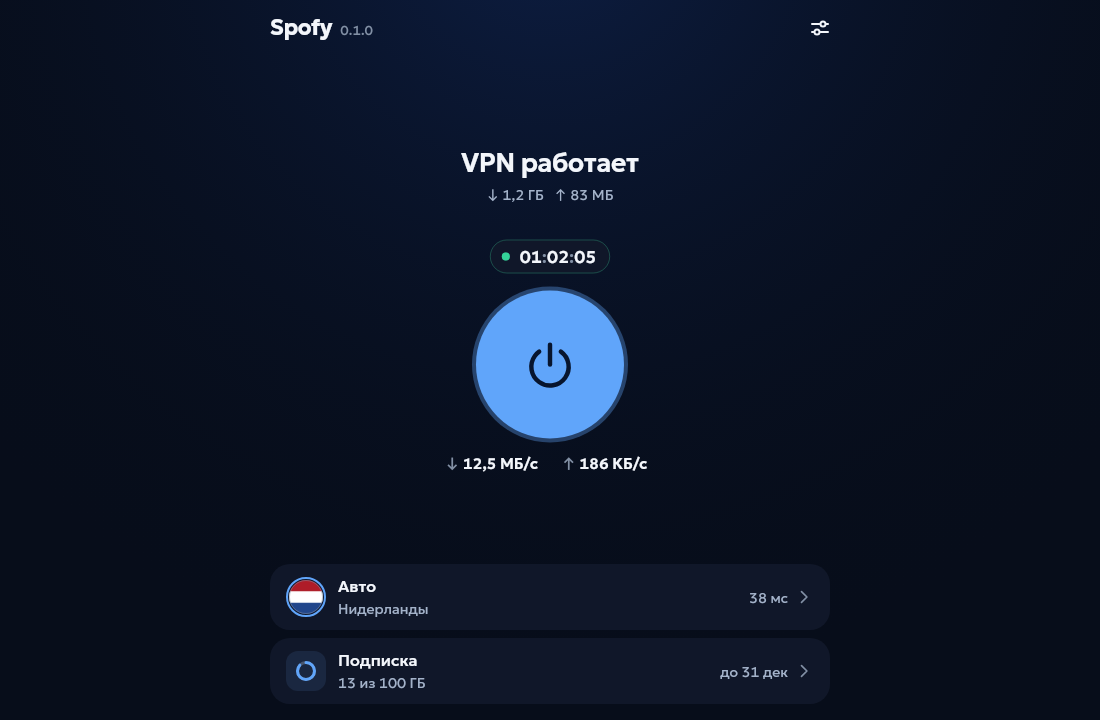 Spofy 0.1.0
VPN работает
↓ 1,2 ГБ ↑ 83 МБ
01:02:05
↓ 12,5 МБ/с ↑ 186 КБ/с
Авто
Нидерланды
38 мс
Подписка
13 из 100 ГБ
до 31 дек